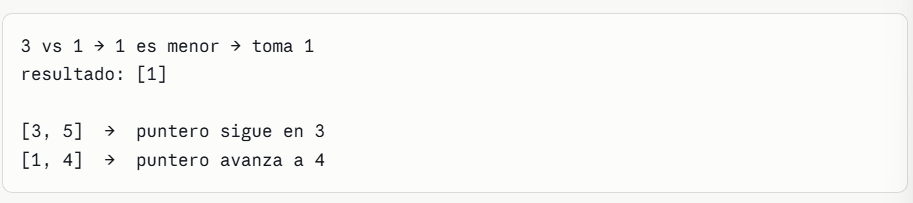 3 vs 1 → 1 es menor → toma 1
resultado: [1]
[3, 5]  →  puntero sigue en 3
[1, 4]  →  puntero avanza a 4